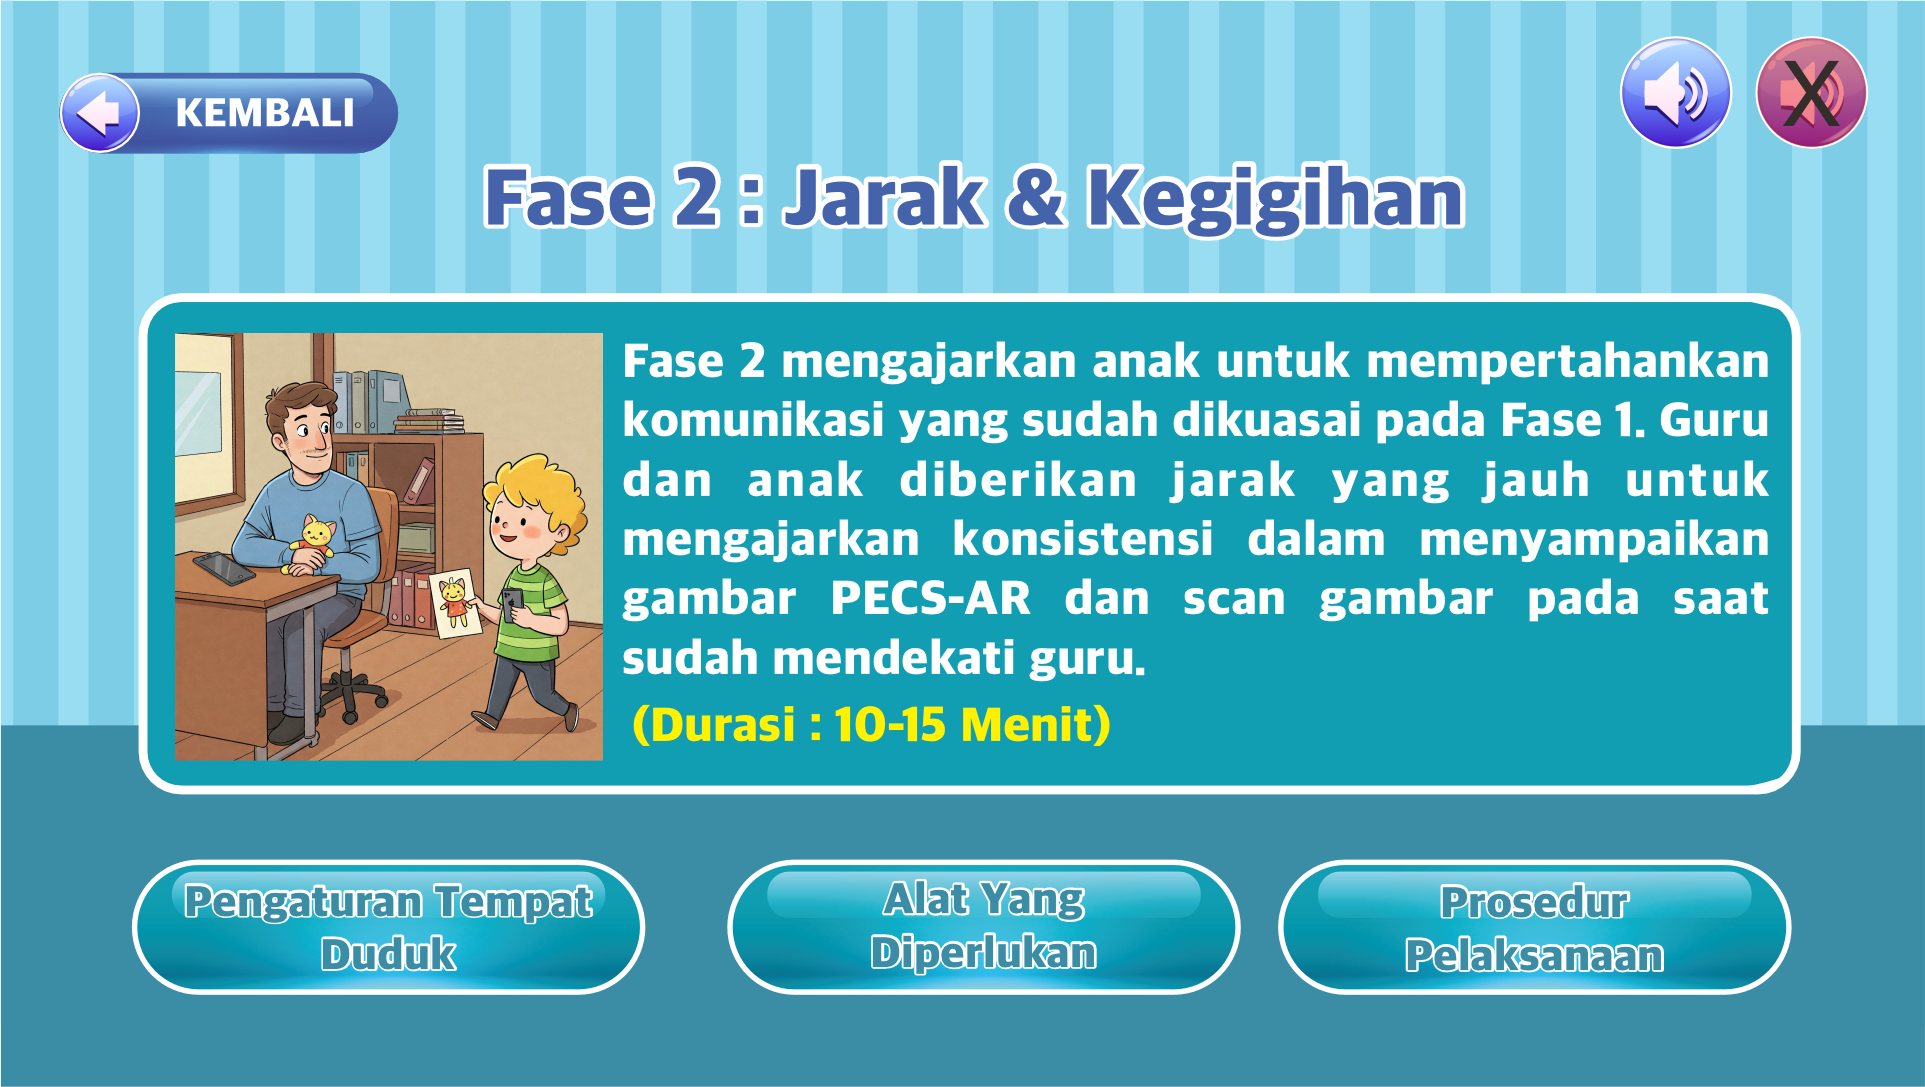 KEMBALI
X
Fase 2 : Jarak & Kegigihan
Fase 2 mengajarkan anak untuk mempertahankan
komunikasi yang sudah dikuasai pada Fase 1. Guru
dan anak diberikan jarak yang jauh untuk
mengajarkan konsistensi dalam menyampaikan
gambar PECS-AR dan scan gambar pada saat
sudah mendekati guru.
(Durasi : 10-15 Menit)
Pengaturan Tempat
Duduk
Alat Yang
Diperlukan
Prosedur
Pelaksanaan